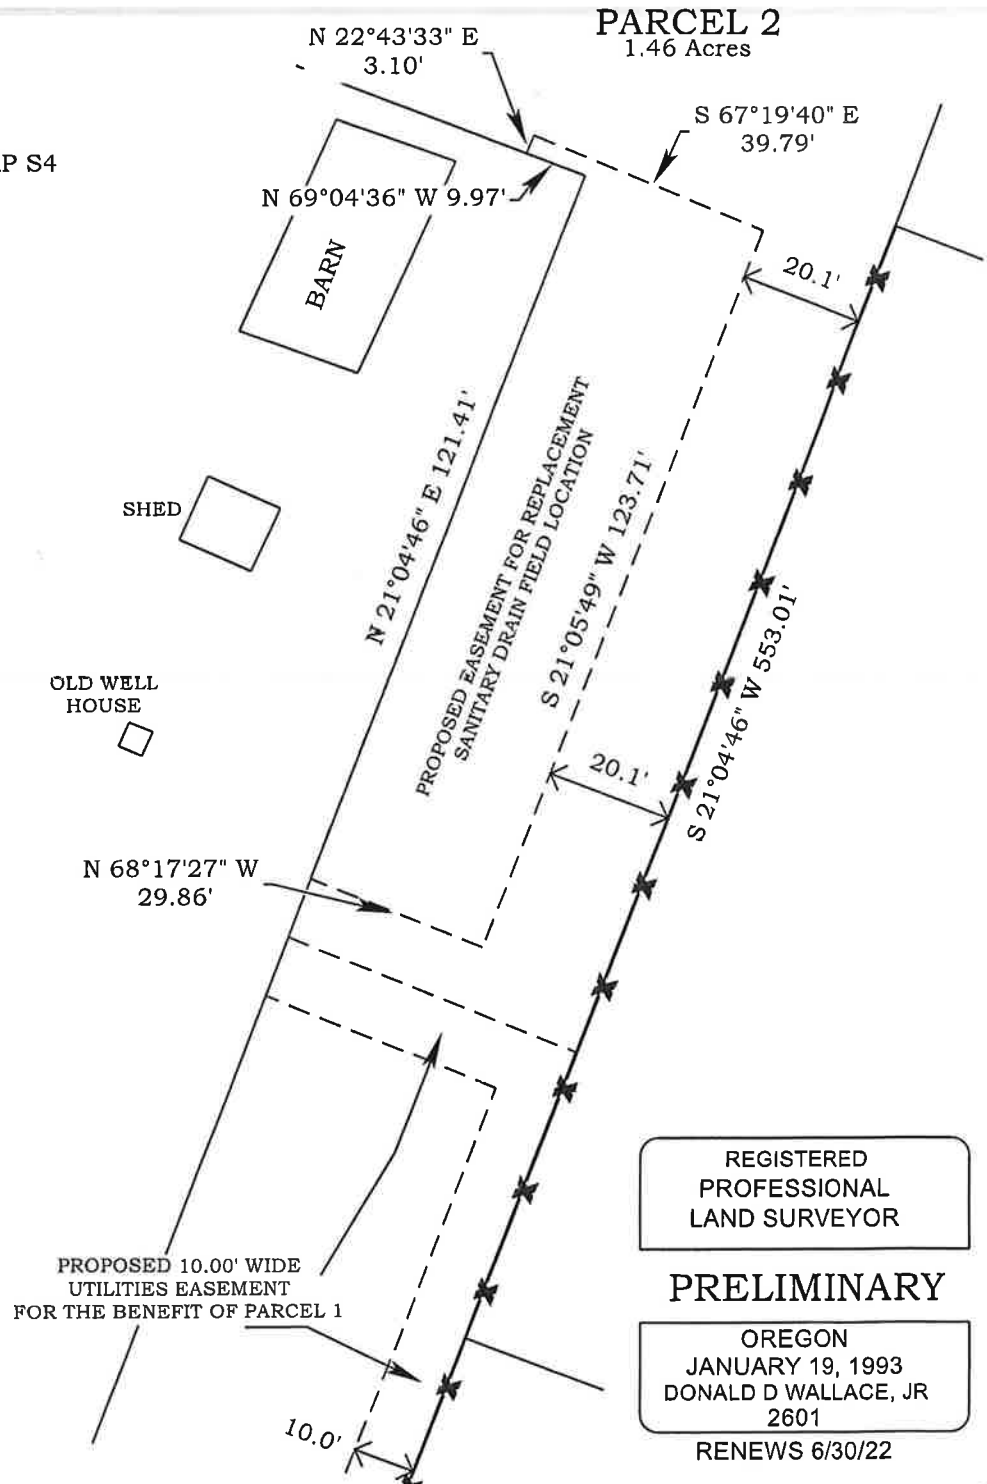 PARCEL 2
1.46 Acres
N 22°43'33" E
3.10'
S 67°19'40" E
39.79'
P S4
N 69°04'36" W 9.97'
BARN
20.1'
N 21°04'46" E 121.41'
PROPOSED EASEMENT FOR REPLACEMENT
SANITARY DRAIN FIELD LOCATION
S 21°05'49" W 123.71'
SHED
S 21°04'46" W 553.01'
OLD WELL
HOUSE
20.1'
N 68°17'27" W
29.86'
PROPOSED 10.00' WIDE
UTILITIES EASEMENT
FOR THE BENEFIT OF PARCEL 1
10.0'
REGISTERED
PROFESSIONAL
LAND SURVEYOR
PRELIMINARY
OREGON
JANUARY 19, 1993
DONALD D WALLACE, JR
2601
RENEWS 6/30/22